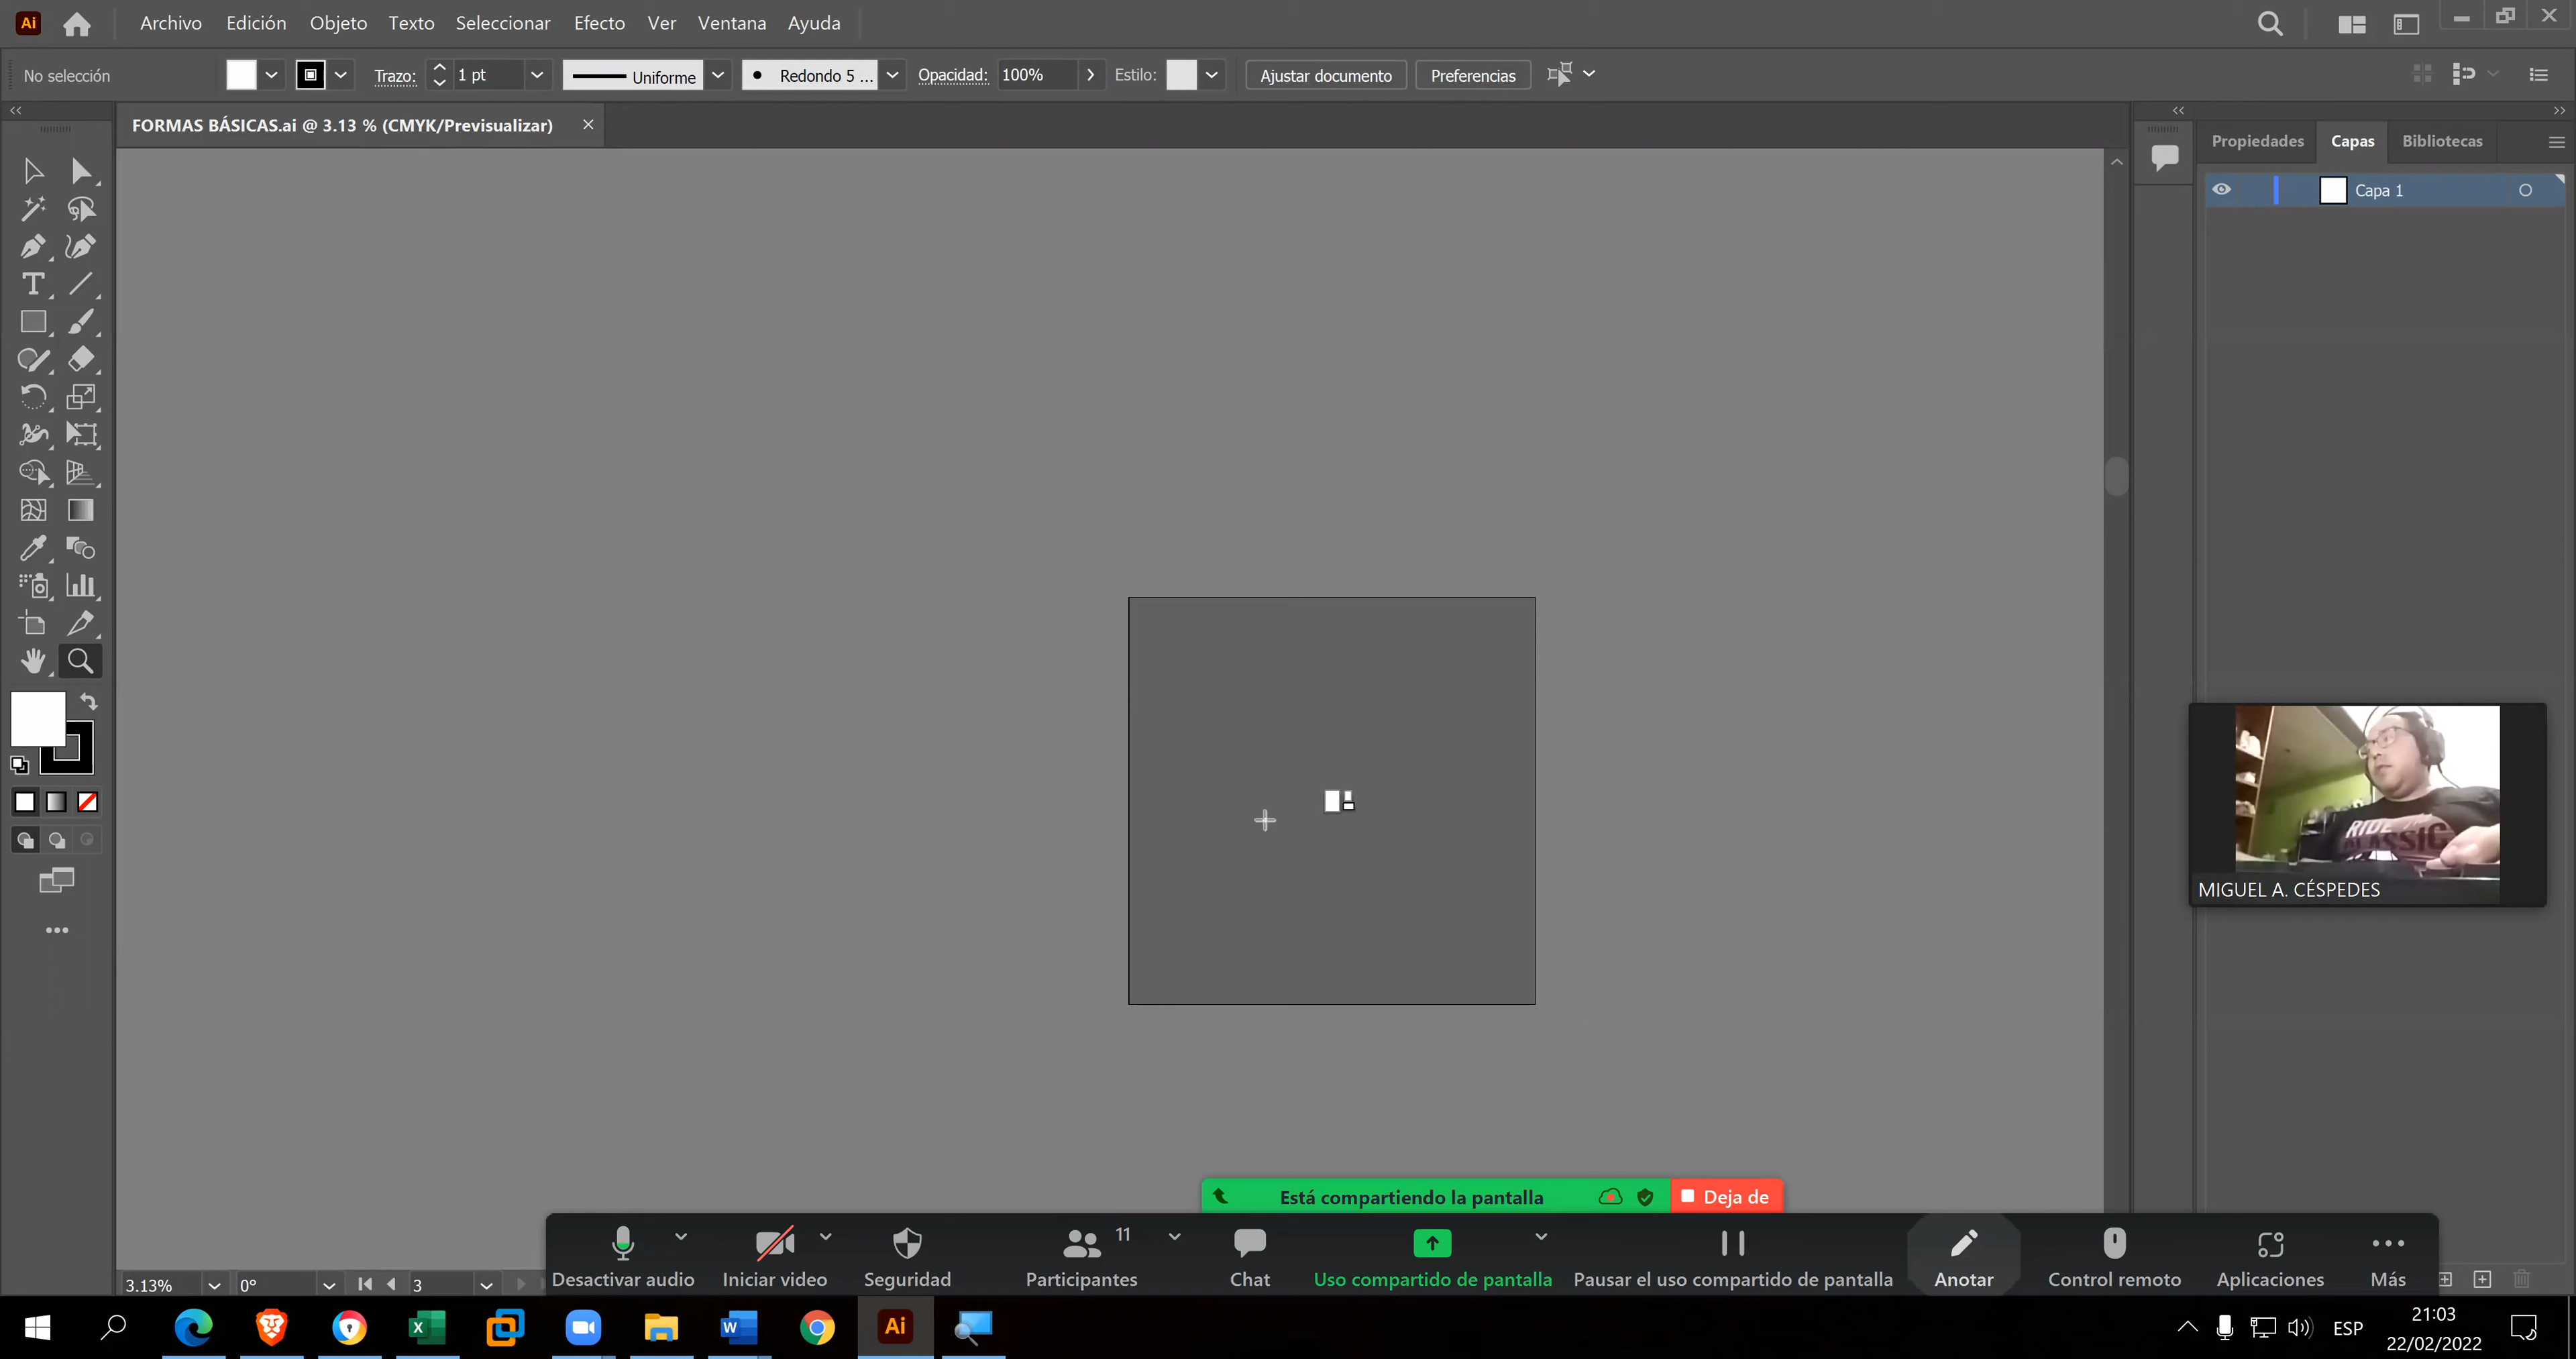 Ai Archivo Edición Objeto Texto Seleccionar Efecto Ver Ventana Ayuda
No selección Trazo: 1 pt Uniforme Redondo 5 ... Opacidad: 100% Estilo: Ajustar documento Preferencias
FORMAS BÁSICAS.ai @ 3.13 % (CMYK/Previsualizar)
Propiedades Capas Bibliotecas
Capa 1
RIDE
CLASSIC
MIGUEL A. CÉSPEDES
Está compartiendo la pantalla Deja de
11
Desactivar audio Iniciar video Seguridad Participantes Chat Uso compartido de pantalla Pausar el uso compartido de pantalla Anotar Control remoto Aplicaciones Más
3.13% 0° 3
X W Ai ESP
21:03
22/02/2022